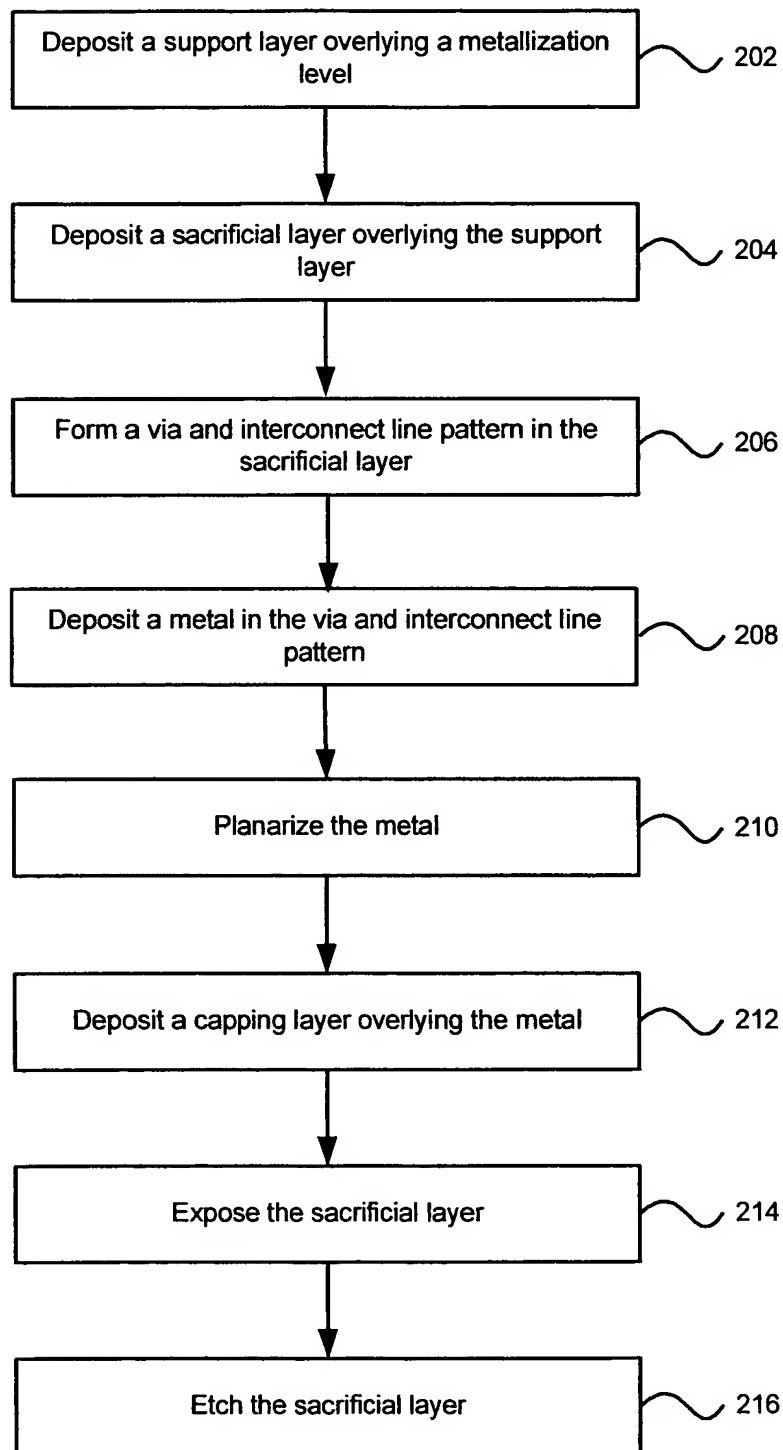 Deposit a support layer overlying a metallization
level
202
Deposit a sacrificial layer overlying the support
layer
204
Form a via and interconnect line pattern in the
sacrificial layer
206
Deposit a metal in the via and interconnect line
pattern
208
Planarize the metal
210
Deposit a capping layer overlying the metal
212
Expose the sacrificial layer
214
Etch the sacrificial layer
216